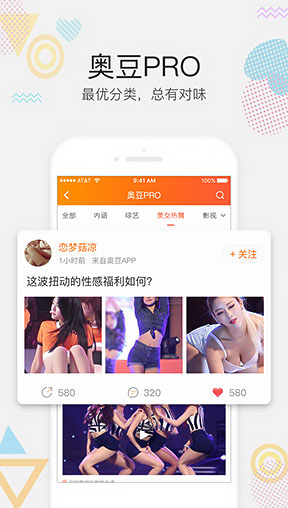 奥豆PRO
最优分类，总有对味
AT&T
9:41 AM
奥豆PRO
全部 内涵 综艺 美女热舞 影视
恋梦菇凉
1小时前 来自奥豆APP
+ 关注
这波扭动的性感福利如何?
580 320 580